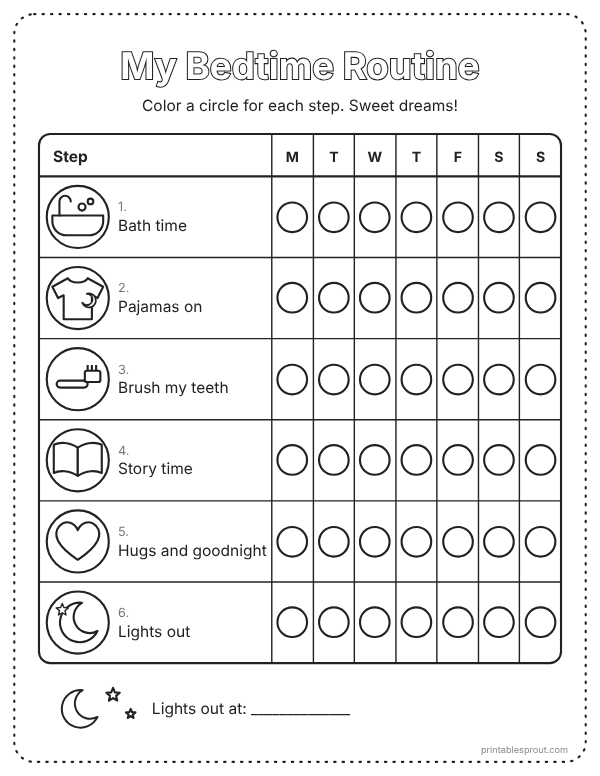 My Bedtime Routine
Color a circle for each step. Sweet dreams!
Step M T W T F S S
1.
Bath time
2.
Pajamas on
3.
Brush my teeth
4.
Story time
5.
Hugs and goodnight
6.
Lights out
Lights out at: ______________
printablesprout.com